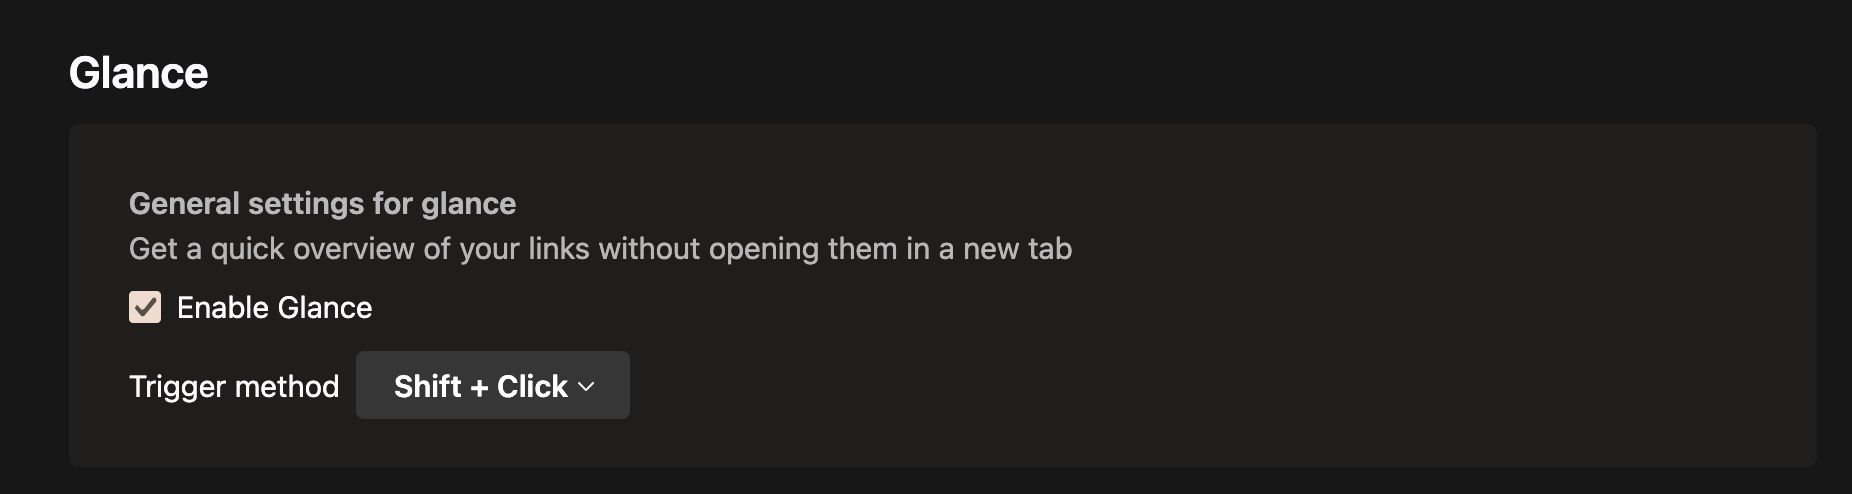 Glance
General settings for glance
Get a quick overview of your links without opening them in a new tab
Enable Glance
Trigger method Shift + Click